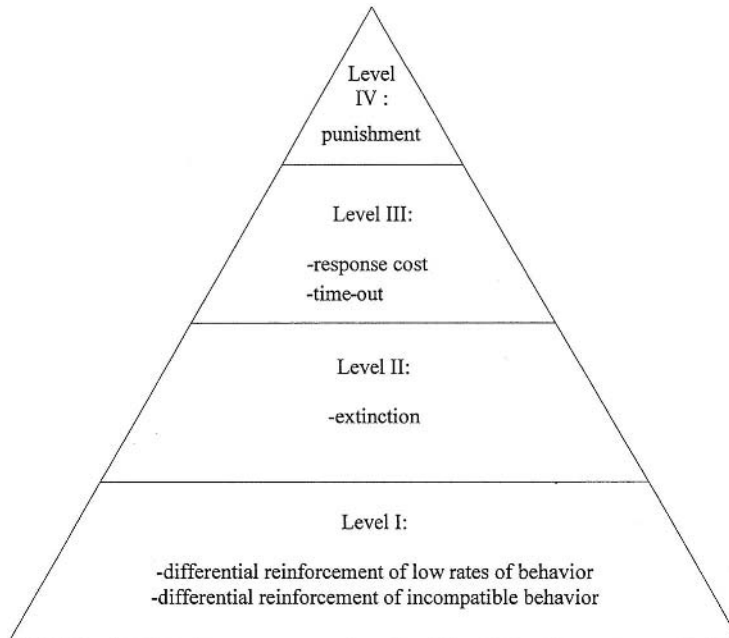 Level
IV :
punishment
Level III:
-response cost
-time-out
Level II:
-extinction
Level I:
-differential reinforcement of low rates of behavior
-differential reinforcement of incompatible behavior